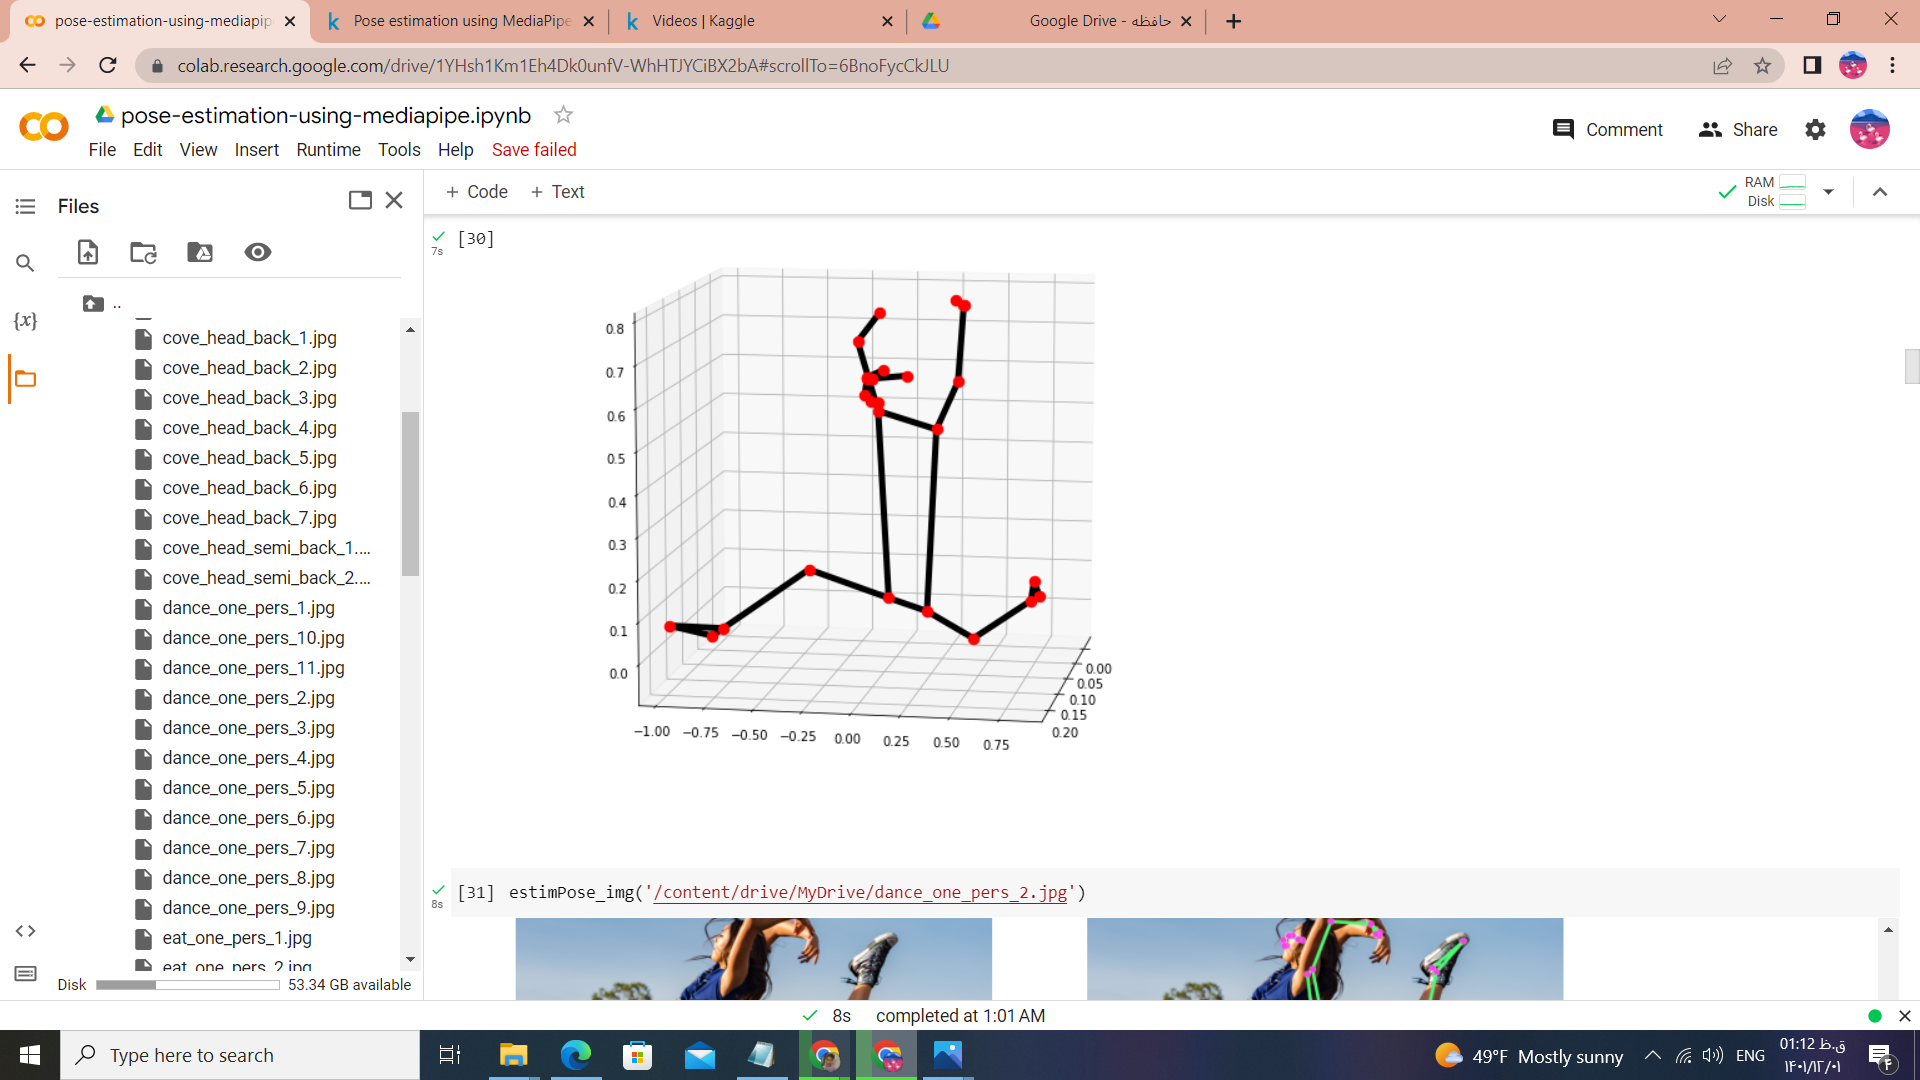 pose-estimation-using-mediapip
Pose estimation using MediaPipe
Videos | Kaggle
Google Drive - حافظه
colab.research.google.com/drive/1YHsh1Km1Eh4Dk0unfV-WhHTJYCiBX2bA#scrollTo=6BnoFycCkJLU
pose-estimation-using-mediapipe.ipynb
Comment
Share
File Edit View Insert Runtime Tools Help Save failed
Files
+ Code + Text
RAM
Disk
{x}
..
cove_head_back_1.jpg
cove_head_back_2.jpg
cove_head_back_3.jpg
cove_head_back_4.jpg
cove_head_back_5.jpg
cove_head_back_6.jpg
cove_head_back_7.jpg
cove_head_semi_back_1....
cove_head_semi_back_2....
dance_one_pers_1.jpg
dance_one_pers_10.jpg
dance_one_pers_11.jpg
dance_one_pers_2.jpg
dance_one_pers_3.jpg
dance_one_pers_4.jpg
dance_one_pers_5.jpg
dance_one_pers_6.jpg
dance_one_pers_7.jpg
dance_one_pers_8.jpg
dance_one_pers_9.jpg
eat_one_pers_1.jpg
eat_one_pers_2.jpg
Disk 53.34 GB available
[30]
7s
0.8
0.7
0.6
0.5
0.4
0.3
0.2
0.1
0.0
−1.00 −0.75 −0.50 −0.25 0.00 0.25 0.50 0.75
0.00
0.05
0.10
0.15
0.20
[31] estimPose_img('/content/drive/MyDrive/dance_one_pers_2.jpg')
8s
8s completed at 1:01 AM
Type here to search
49°F Mostly sunny
ENG
01:12 ق.ظ
۱۴۰۱/۱۲/۰۱
۴